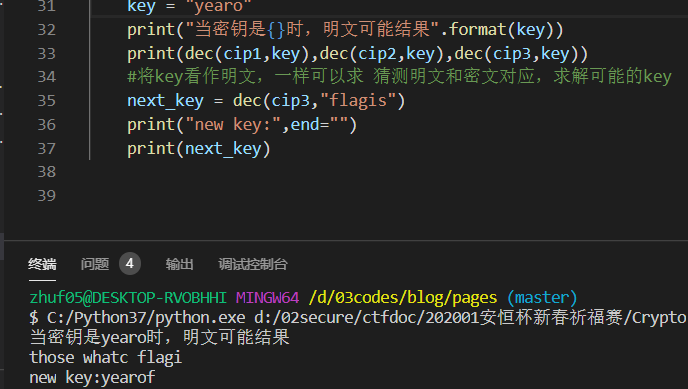 31 key = "yearo"
32 print("当密钥是{}时，明文可能结果".format(key))
33 print(dec(cip1,key),dec(cip2,key),dec(cip3,key))
34 #将key看作明文，一样可以求 猜测明文和密文对应，求解可能的key
35 next_key = dec(cip3,"flagis")
36 print("new key:",end="")
37 print(next_key)
38
39
终端 问题 4 输出 调试控制台
zhuf05@DESKTOP-RVOBHHI MINGW64 /d/03codes/blog/pages (master)
$ C:/Python37/python.exe d:/02secure/ctfdoc/202001安恒杯新春祈福赛/Crypto
当密钥是yearo时，明文可能结果
those whatc flagi
new key:yearof